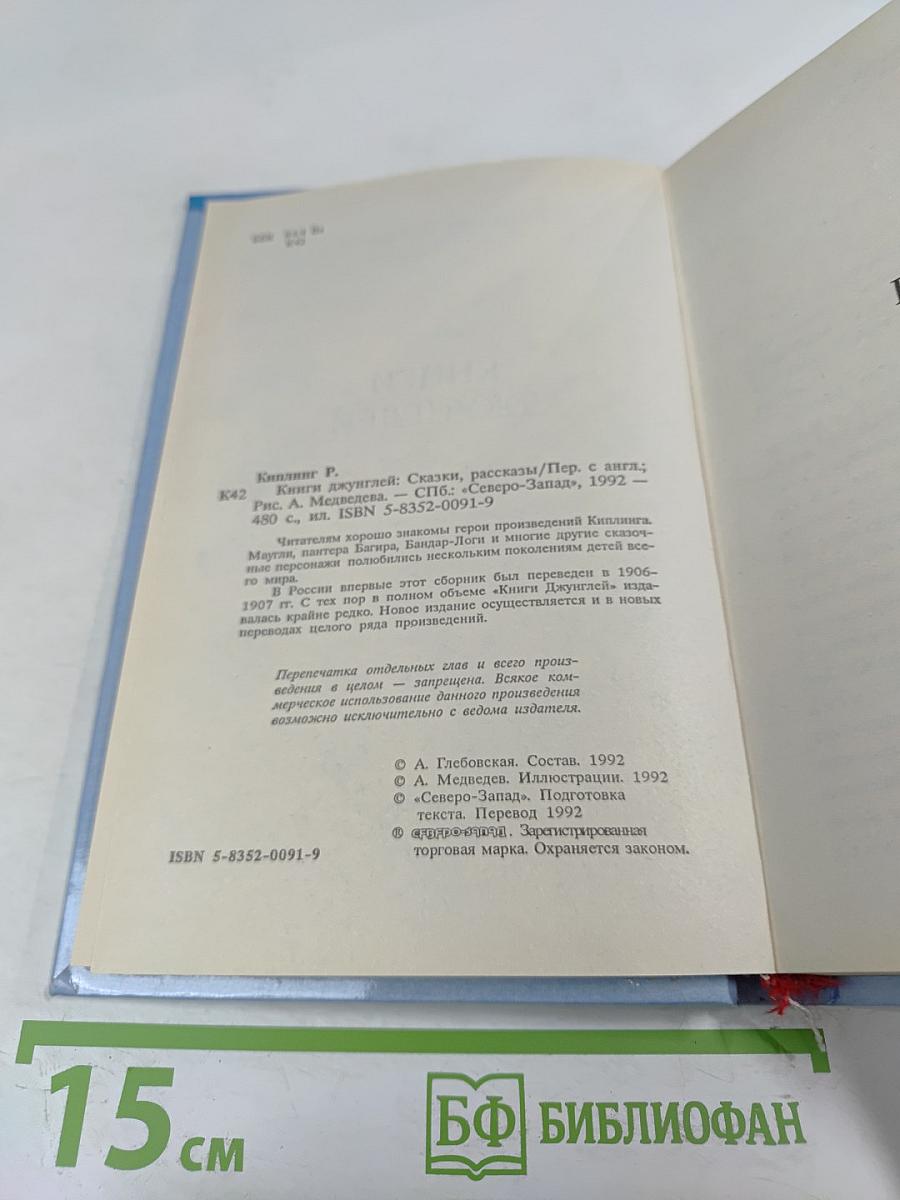 К42
Киплинг Р.
К42 Книги джунглей: Сказки, рассказы/Пер. с англ.;
Рис. А. Медведева. — СПб.: «Северо-Запад», 1992 —
480 с., ил. ISBN 5-8352-0091-9
Читателям хорошо знакомы герои произведений Киплинга.
Маугли, пантера Багира, Бандар-Логи и многие другие сказоч-
ные персонажи полюбились нескольким поколениям детей все-
го мира.
В России впервые этот сборник был переведен в 1906-
1907 гг. С тех пор в полном объеме «Книги Джунглей» изда-
валась крайне редко. Новое издание осуществляется и в новых
переводах целого ряда произведений.
Перепечатка отдельных глав и всего произ-
ведения в целом — запрещена. Всякое ком-
мерческое использование данного произведения
возможно исключительно с ведома издателя.
© А. Глебовская. Состав. 1992
© А. Медведев. Иллюстрации. 1992
© «Северо-Запад». Подготовка
текста. Перевод 1992
® СЕВЕРО-ЗАПАД. Зарегистрированная
торговая марка. Охраняется законом.
ISBN 5-8352-0091-9
15 см
БФ БИБЛИОФАН